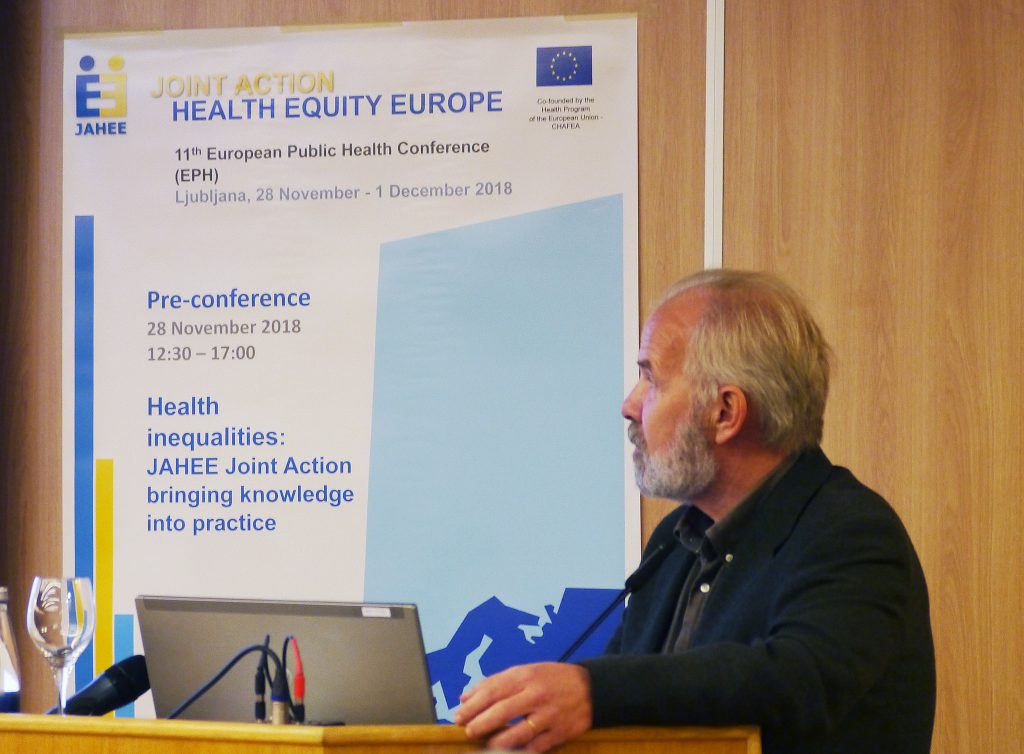 JAHEE
JOINT ACTION
HEALTH EQUITY EUROPE
Co-founded by the
Health Program
of the European Union -
CHAFEA
11th European Public Health Conference
(EPH)
Ljubljana, 28 November - 1 December 2018
Pre-conference
28 November 2018
12:30 – 17:00
Health
inequalities:
JAHEE Joint Action
bringing knowledge
into practice